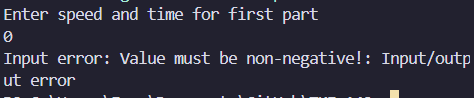 Enter speed and time for first part
0
Input error: Value must be non-negative!: Input/outp
ut error